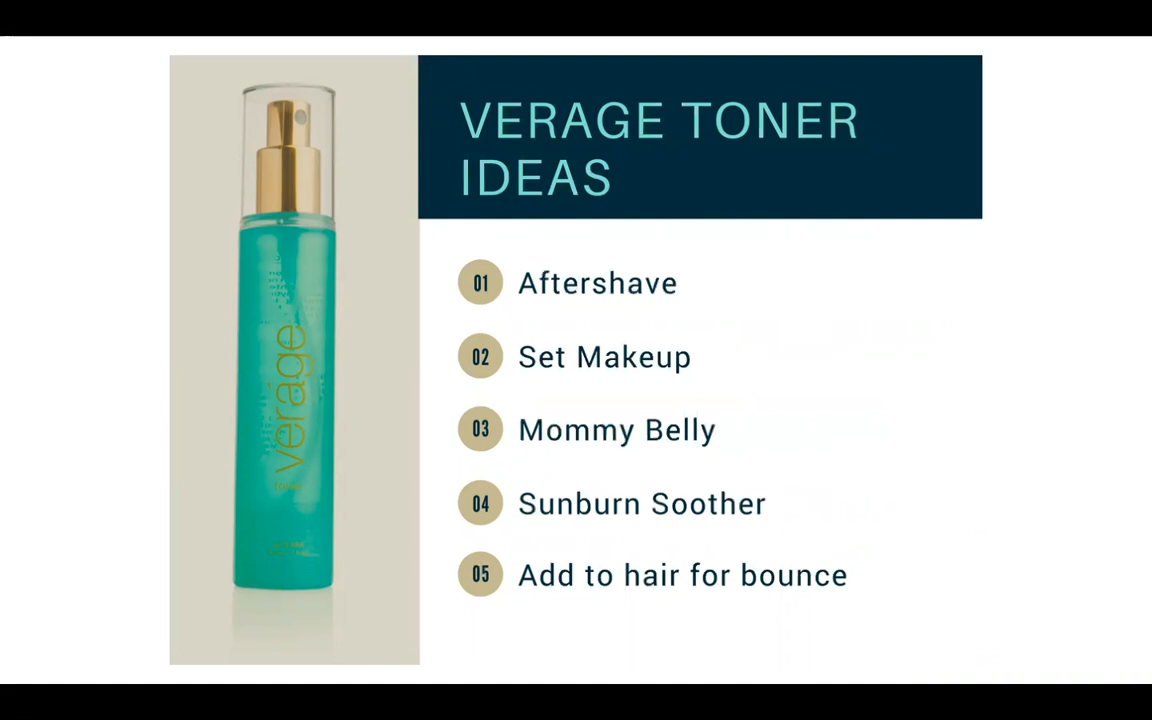 VERAGE TONER
IDEAS
01 Aftershave
02 Set Makeup
03 Mommy Belly
04 Sunburn Soother
05 Add to hair for bounce
verage
toner